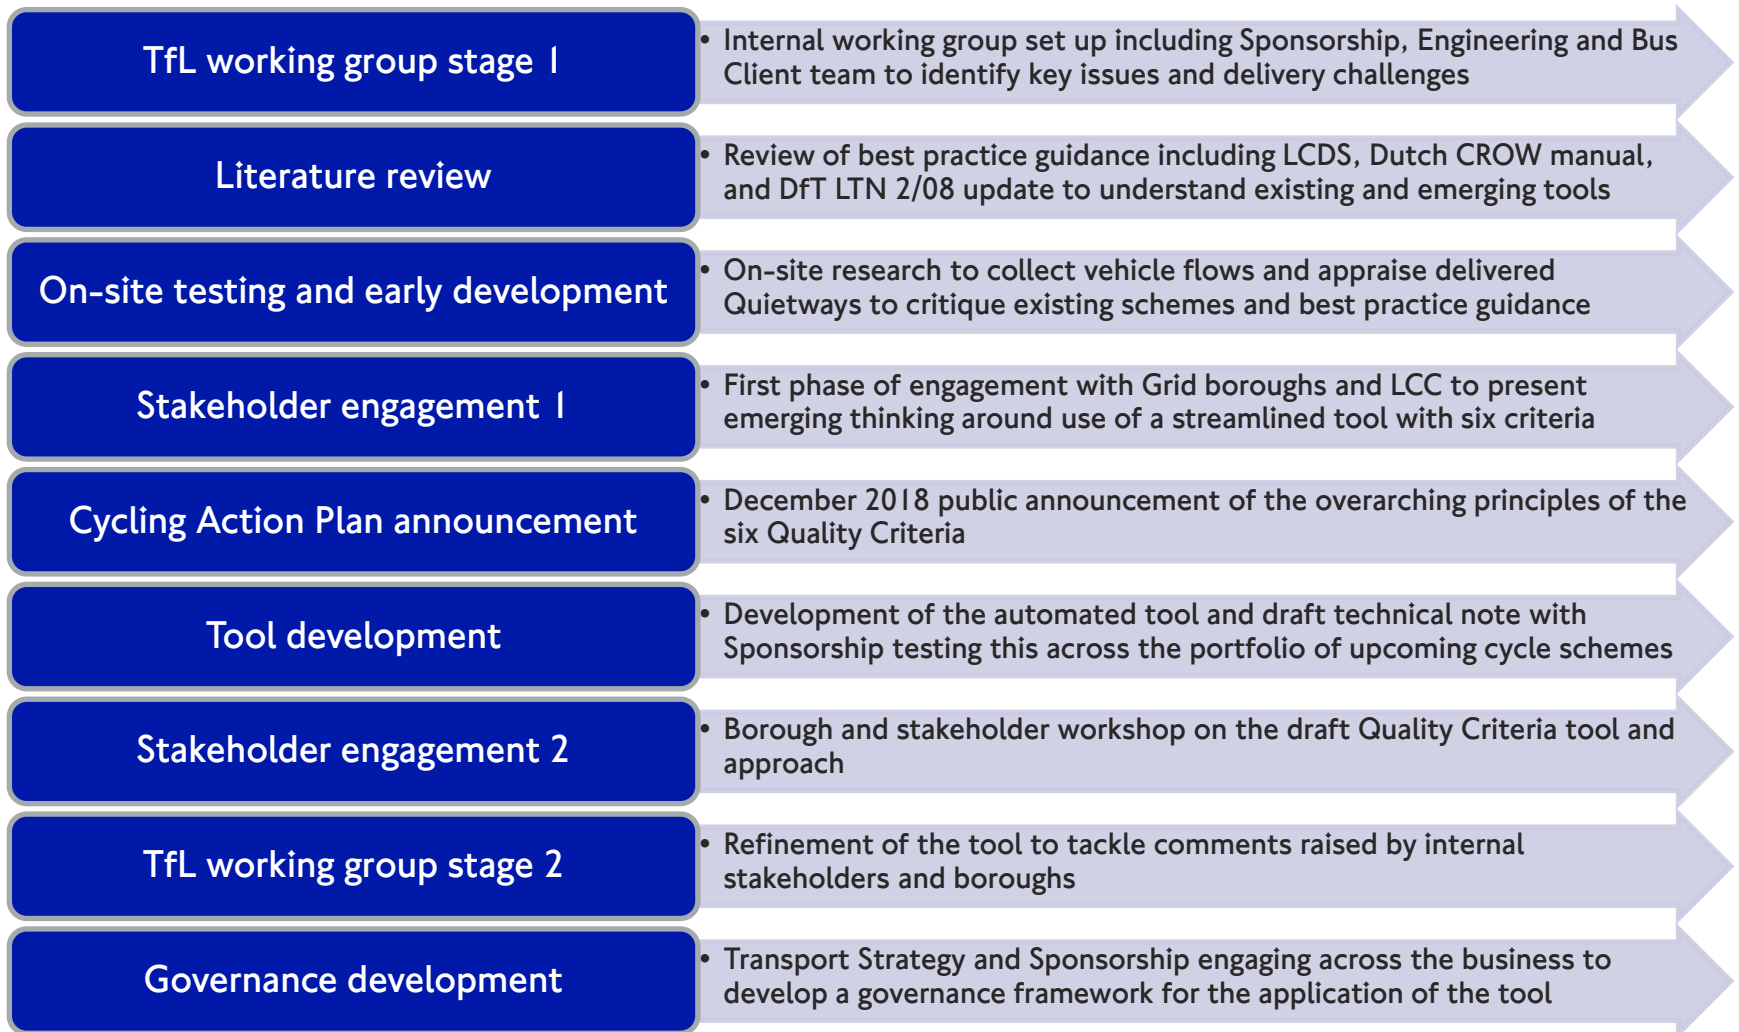 TfL working group stage 1
• Internal working group set up including Sponsorship, Engineering and Bus
Client team to identify key issues and delivery challenges
Literature review
• Review of best practice guidance including LCDS, Dutch CROW manual,
and DfT LTN 2/08 update to understand existing and emerging tools
On-site testing and early development
• On-site research to collect vehicle flows and appraise delivered
Quietways to critique existing schemes and best practice guidance
Stakeholder engagement 1
• First phase of engagement with Grid boroughs and LCC to present
emerging thinking around use of a streamlined tool with six criteria
Cycling Action Plan announcement
• December 2018 public announcement of the overarching principles of the
six Quality Criteria
Tool development
• Development of the automated tool and draft technical note with
Sponsorship testing this across the portfolio of upcoming cycle schemes
Stakeholder engagement 2
• Borough and stakeholder workshop on the draft Quality Criteria tool and
approach
TfL working group stage 2
• Refinement of the tool to tackle comments raised by internal
stakeholders and boroughs
Governance development
• Transport Strategy and Sponsorship engaging across the business to
develop a governance framework for the application of the tool